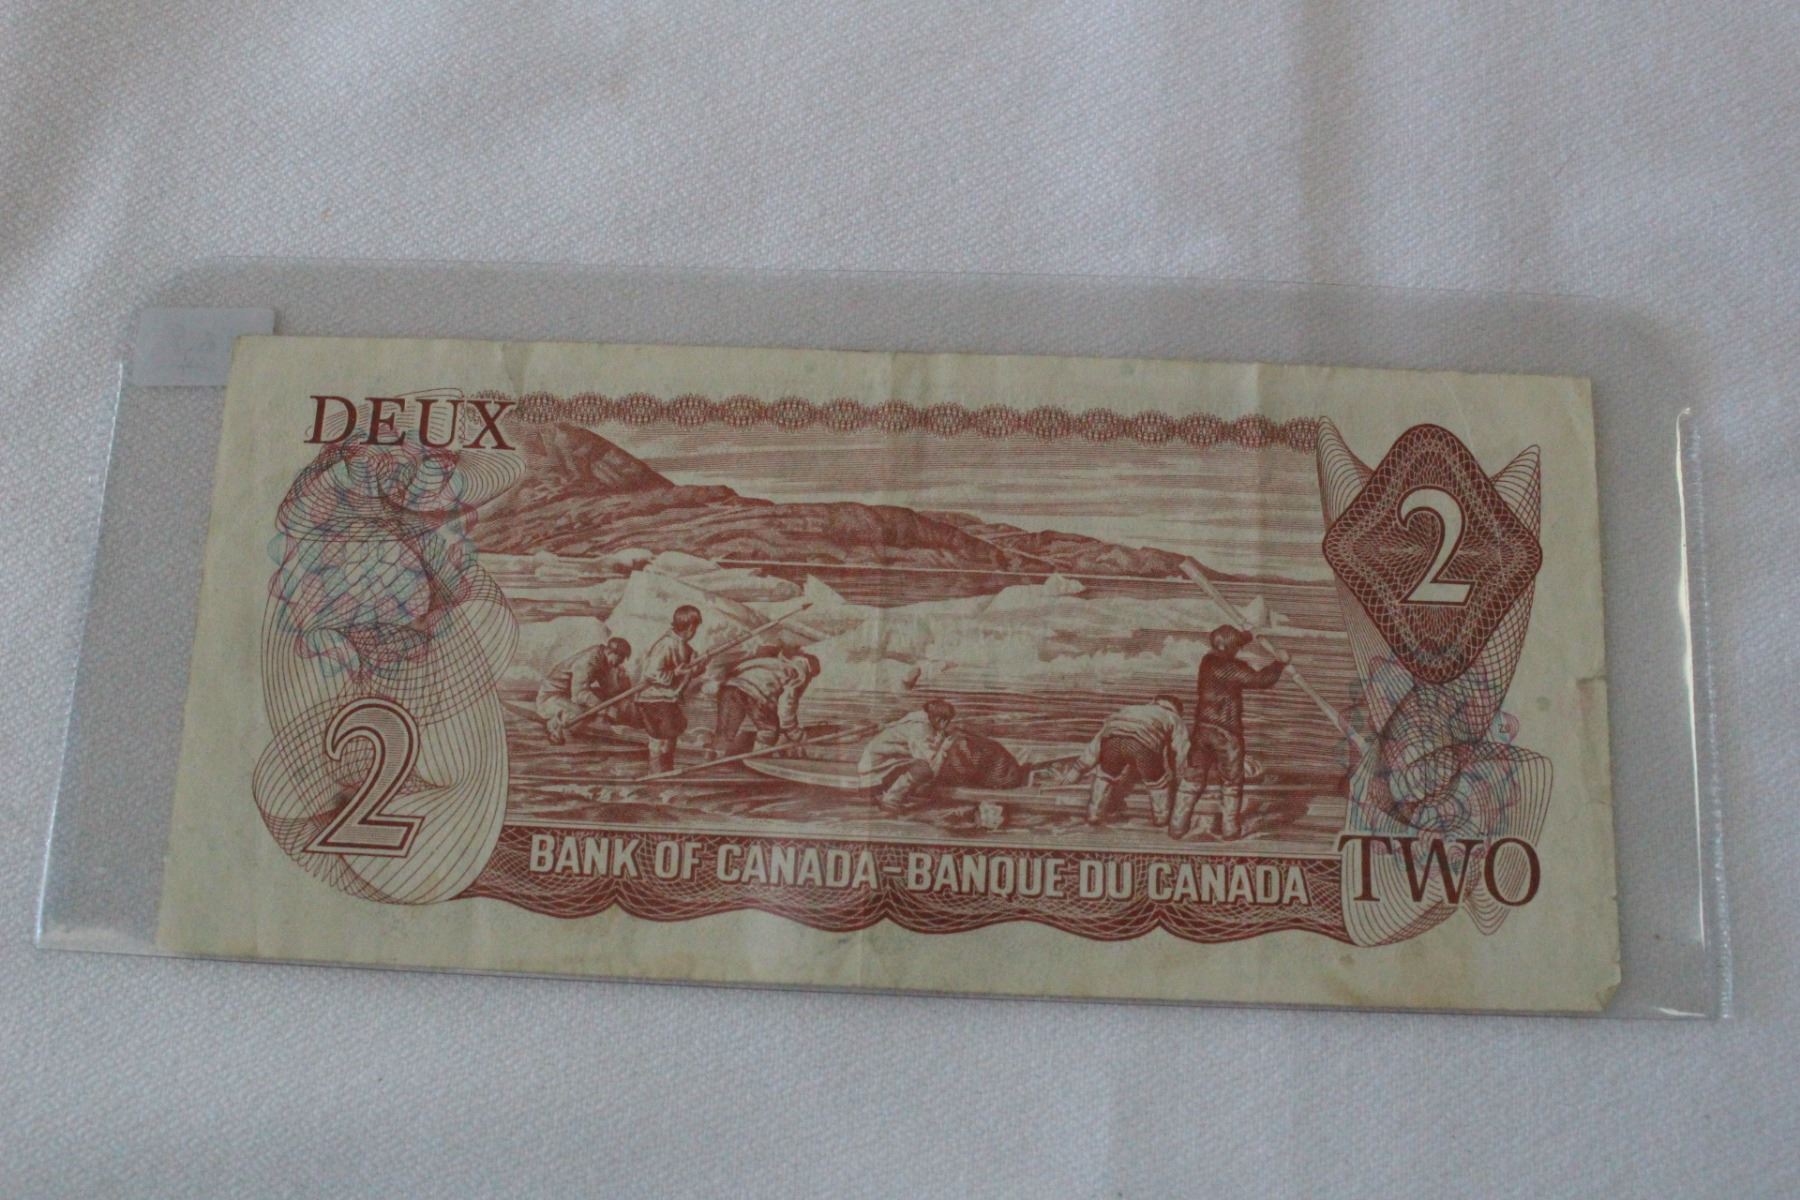 DEUX
2
2
BANK OF CANADA-BANQUE DU CANADA
TWO